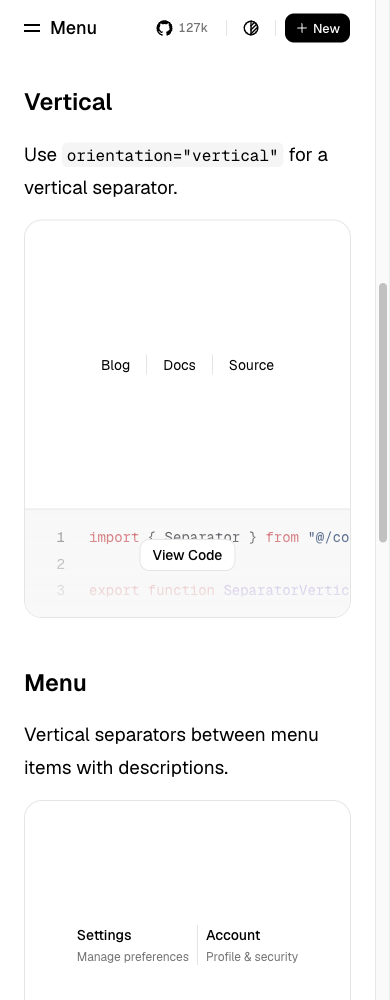 Menu 127k + New
Vertical
Use orientation="vertical" for a
vertical separator.
Blog Docs Source
1 import { Separator } from "@/co
View Code
2
3 export function SeparatorVertic
Menu
Vertical separators between menu
items with descriptions.
Settings Account
Manage preferences Profile & security